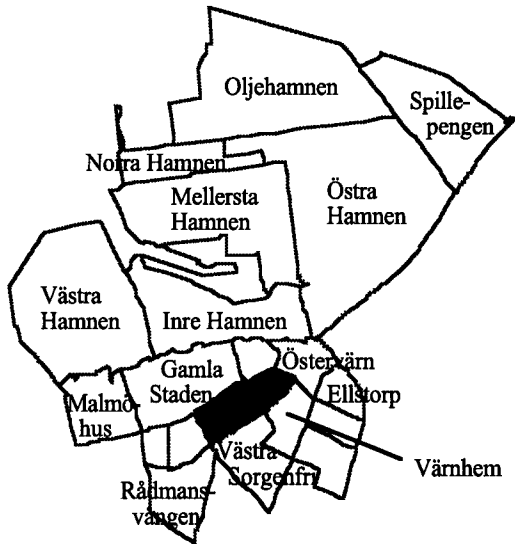 Oljehamnen
Spille-
pengen
Norra Hamnen
Mellersta
Hamnen
Östra
Hamnen
Västra
Hamnen
Inre Hamnen
Gamla
Staden
Östervärn
Ellstorp
Malmö-
hus
Västra
Sorgenfri
Värnhem
Rådmans-
vången